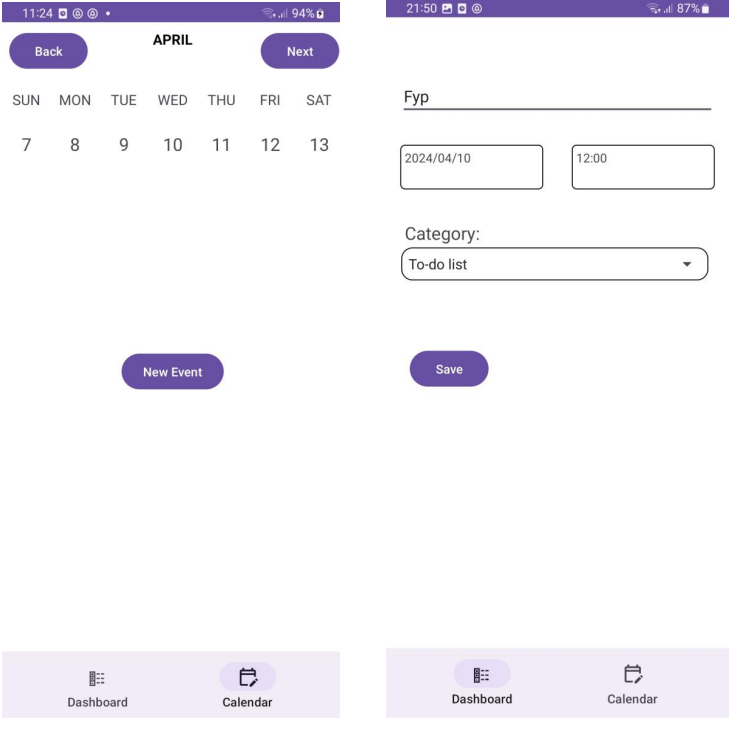 11:24 94%
APRIL
Back Next
SUN MON TUE WED THU FRI SAT
7 8 9 10 11 12 13
New Event
Dashboard Calendar
21:50 87%
Fyp
2024/04/10 12:00
Category:
To-do list
Save
Dashboard Calendar